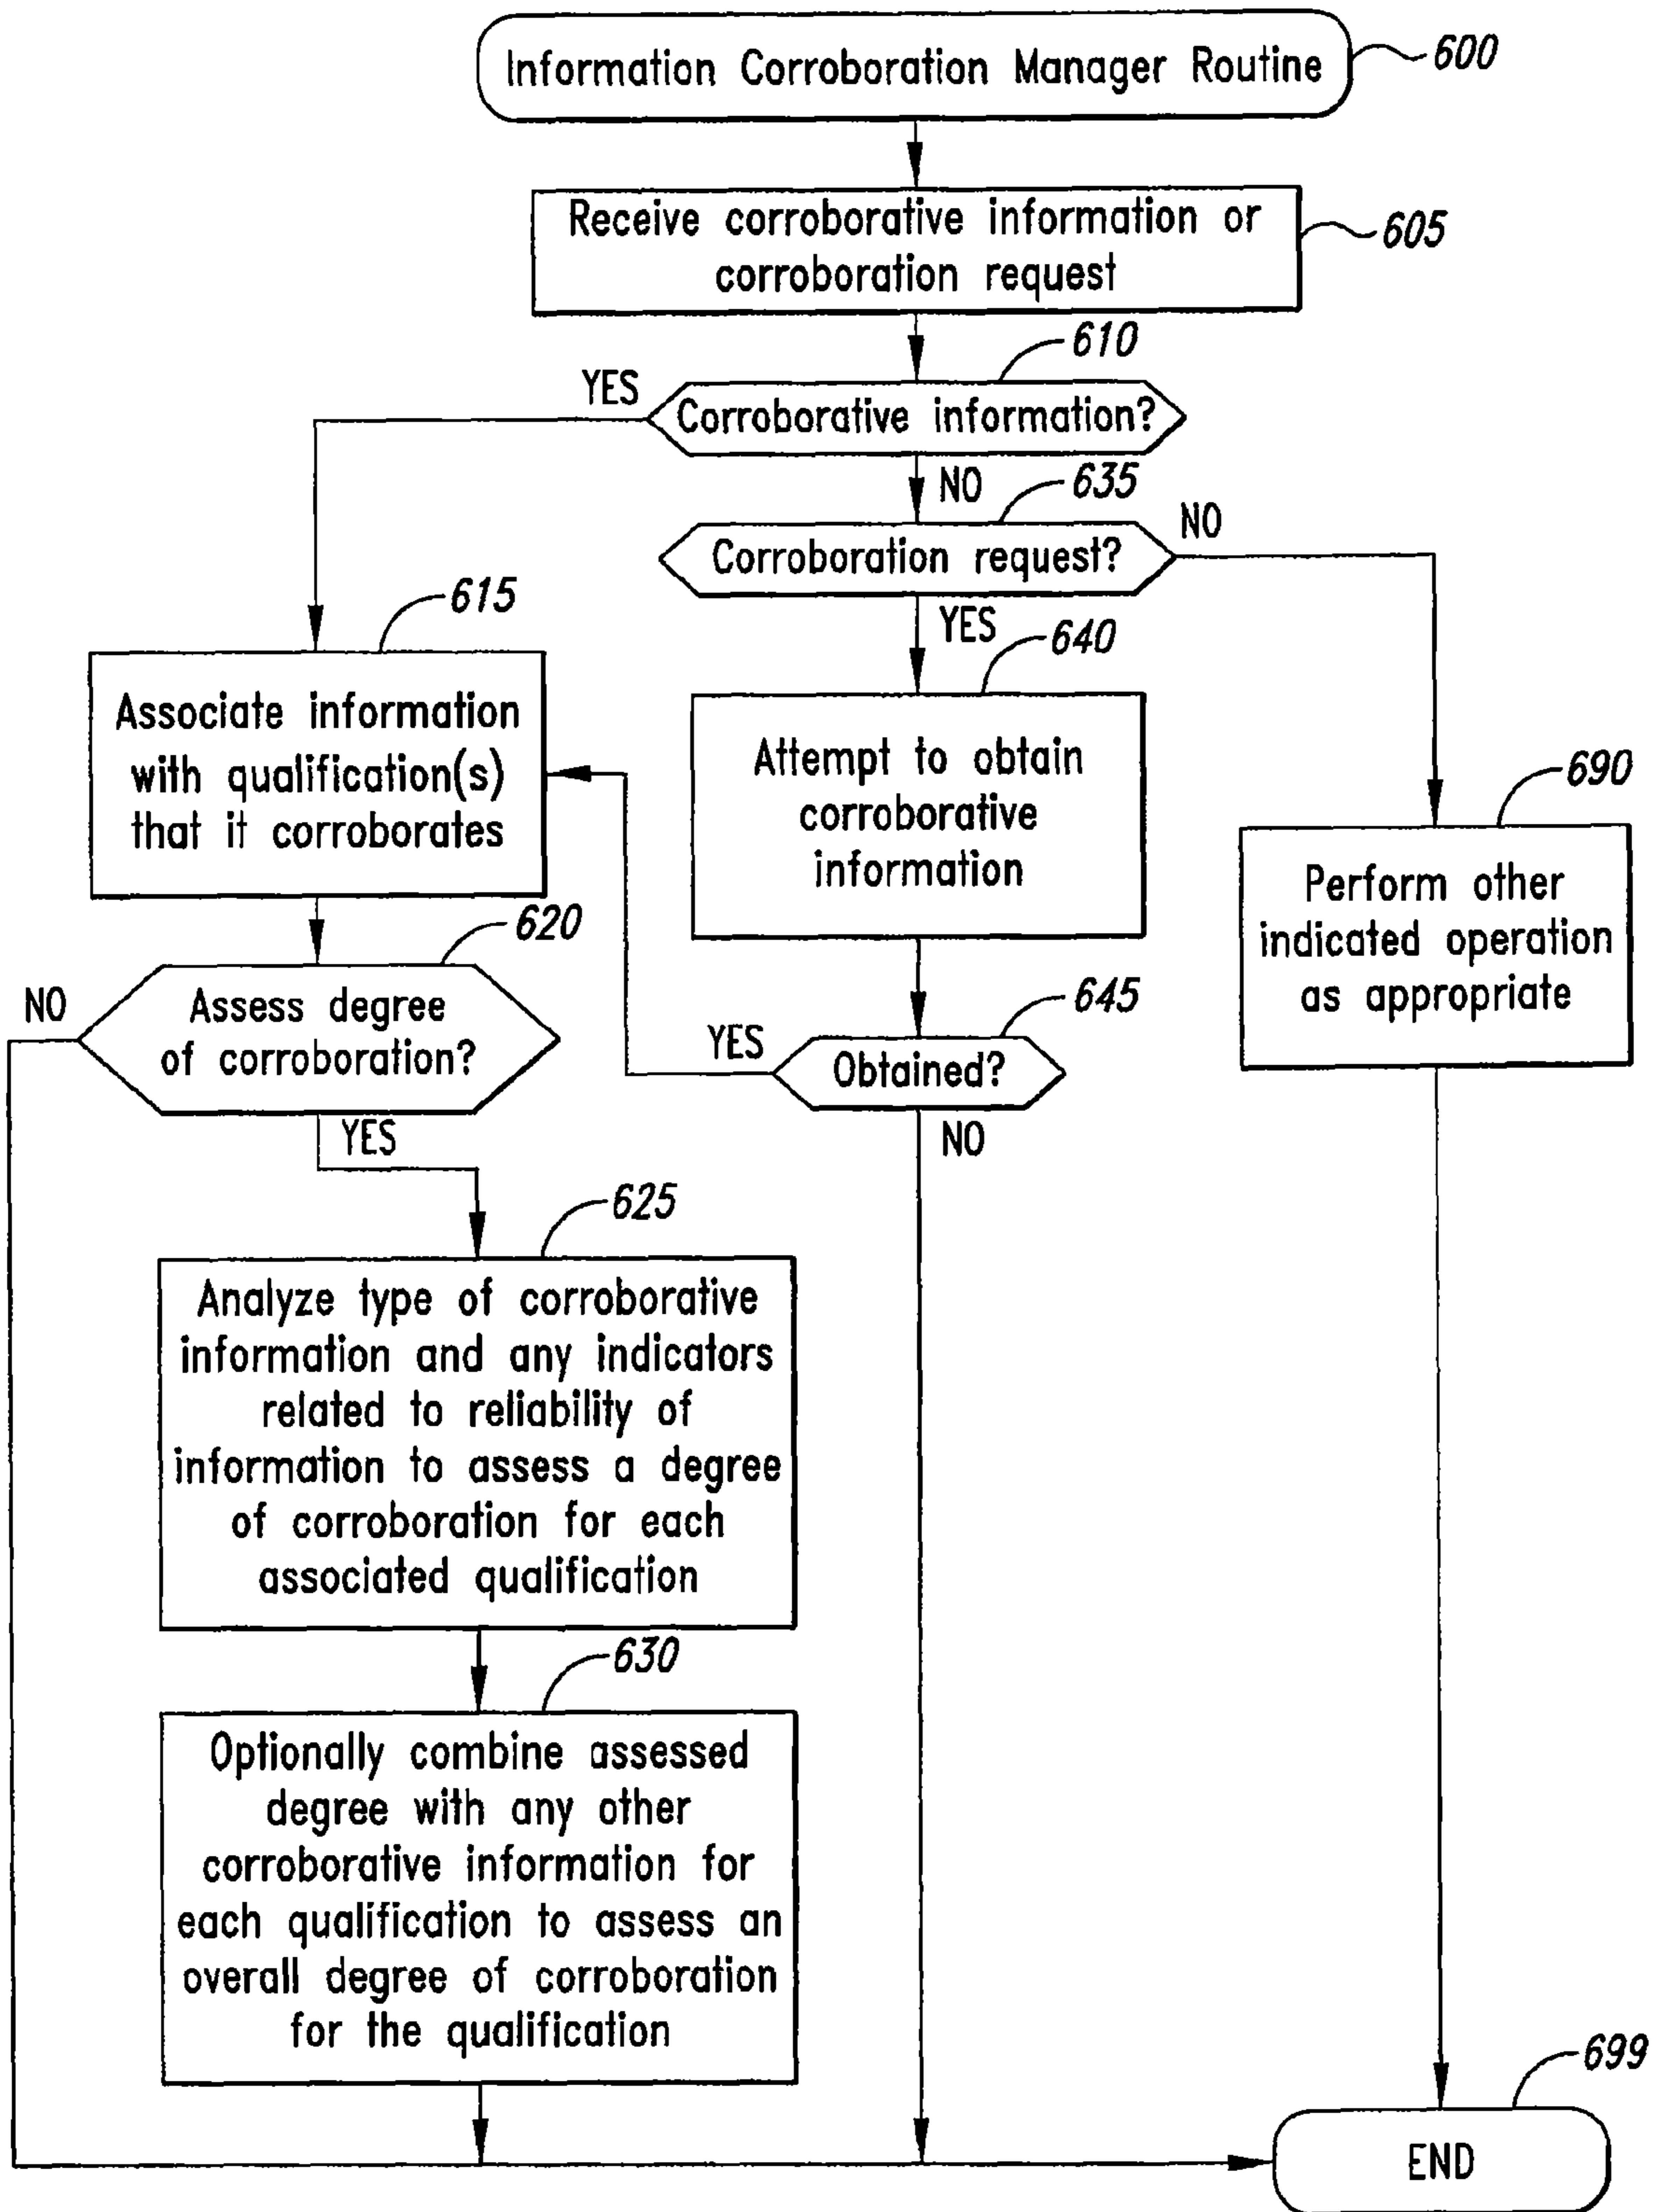 Information Corroboration Manager Routine
600
Receive corroborative information or
corroboration request
605
610
YES
Corroborative information?
NO
635
NO
Corroboration request?
615
YES
640
Associate information
with qualification(s)
that it corroborates
Attempt to obtain
corroborative
information
690
Perform other
indicated operation
as appropriate
620
NO
Assess degree
of corroboration?
645
YES
Obtained?
YES
NO
625
Analyze type of corroborative
information and any indicators
related to reliability of
information to assess a degree
of corroboration for each
associated qualification
630
Optionally combine assessed
degree with any other
corroborative information for
each qualification to assess an
overall degree of corroboration
for the qualification
699
END